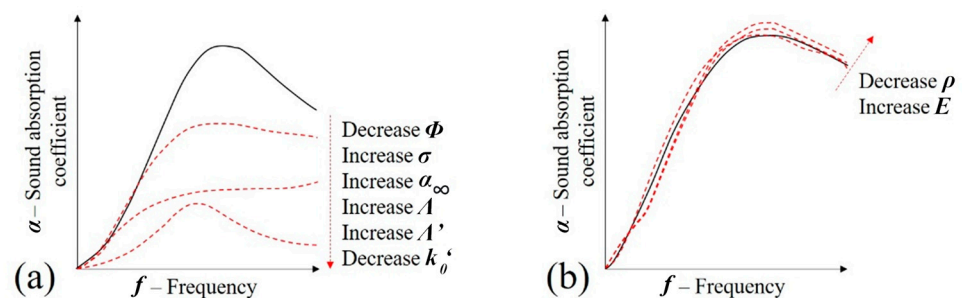 α – Sound absorption
coefficient
Decrease Φ
Increase σ
Increase α∞
Increase Λ
Increase Λ’
Decrease k₀‘
(a)
f – Frequency
α – Sound absorption
coefficient
Decrease ρ
Increase E
(b)
f – Frequency